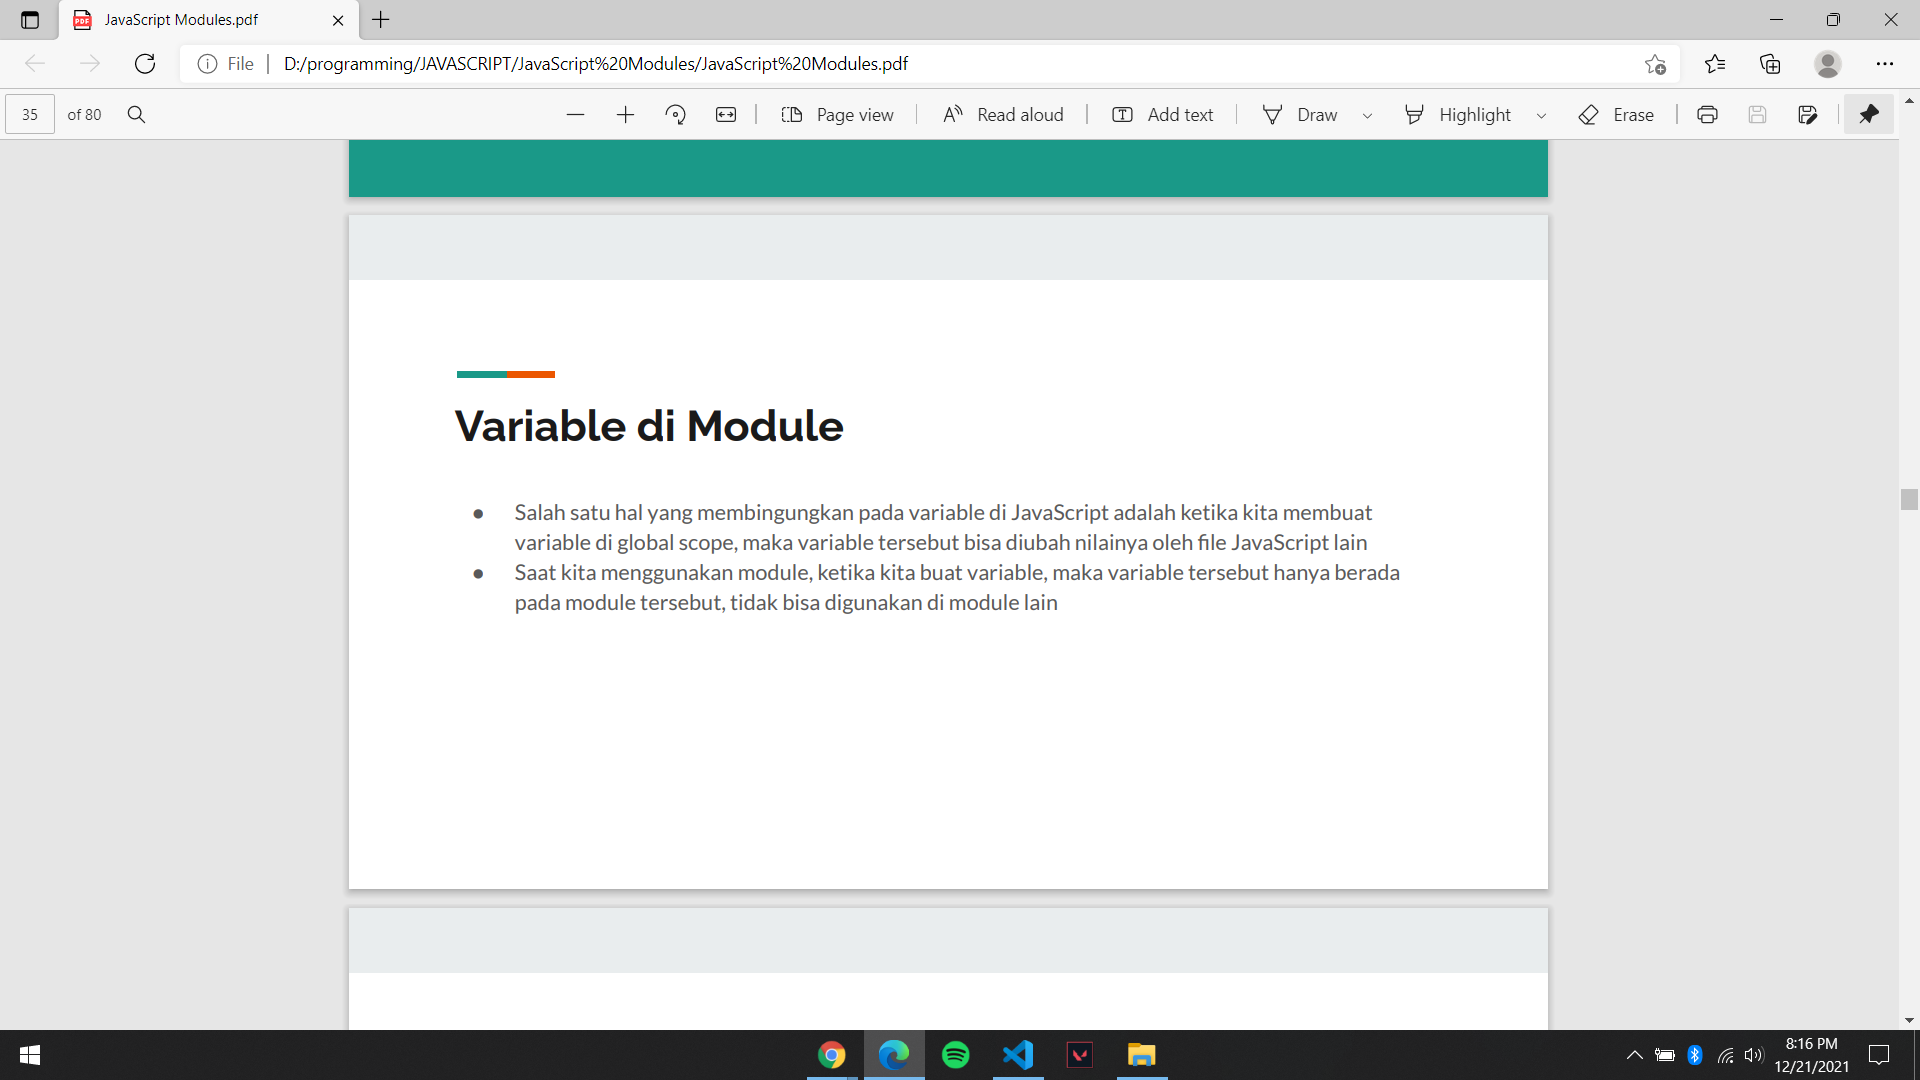 JavaScript Modules.pdf
File
D:/programming/JAVASCRIPT/JavaScript%20Modules/JavaScript%20Modules.pdf
35 of 80
Page view
Read aloud
Add text
Draw
Highlight
Erase
Variable di Module
● Salah satu hal yang membingungkan pada variable di JavaScript adalah ketika kita membuat
variable di global scope, maka variable tersebut bisa diubah nilainya oleh file JavaScript lain
● Saat kita menggunakan module, ketika kita buat variable, maka variable tersebut hanya berada
pada module tersebut, tidak bisa digunakan di module lain
8:16 PM
12/21/2021